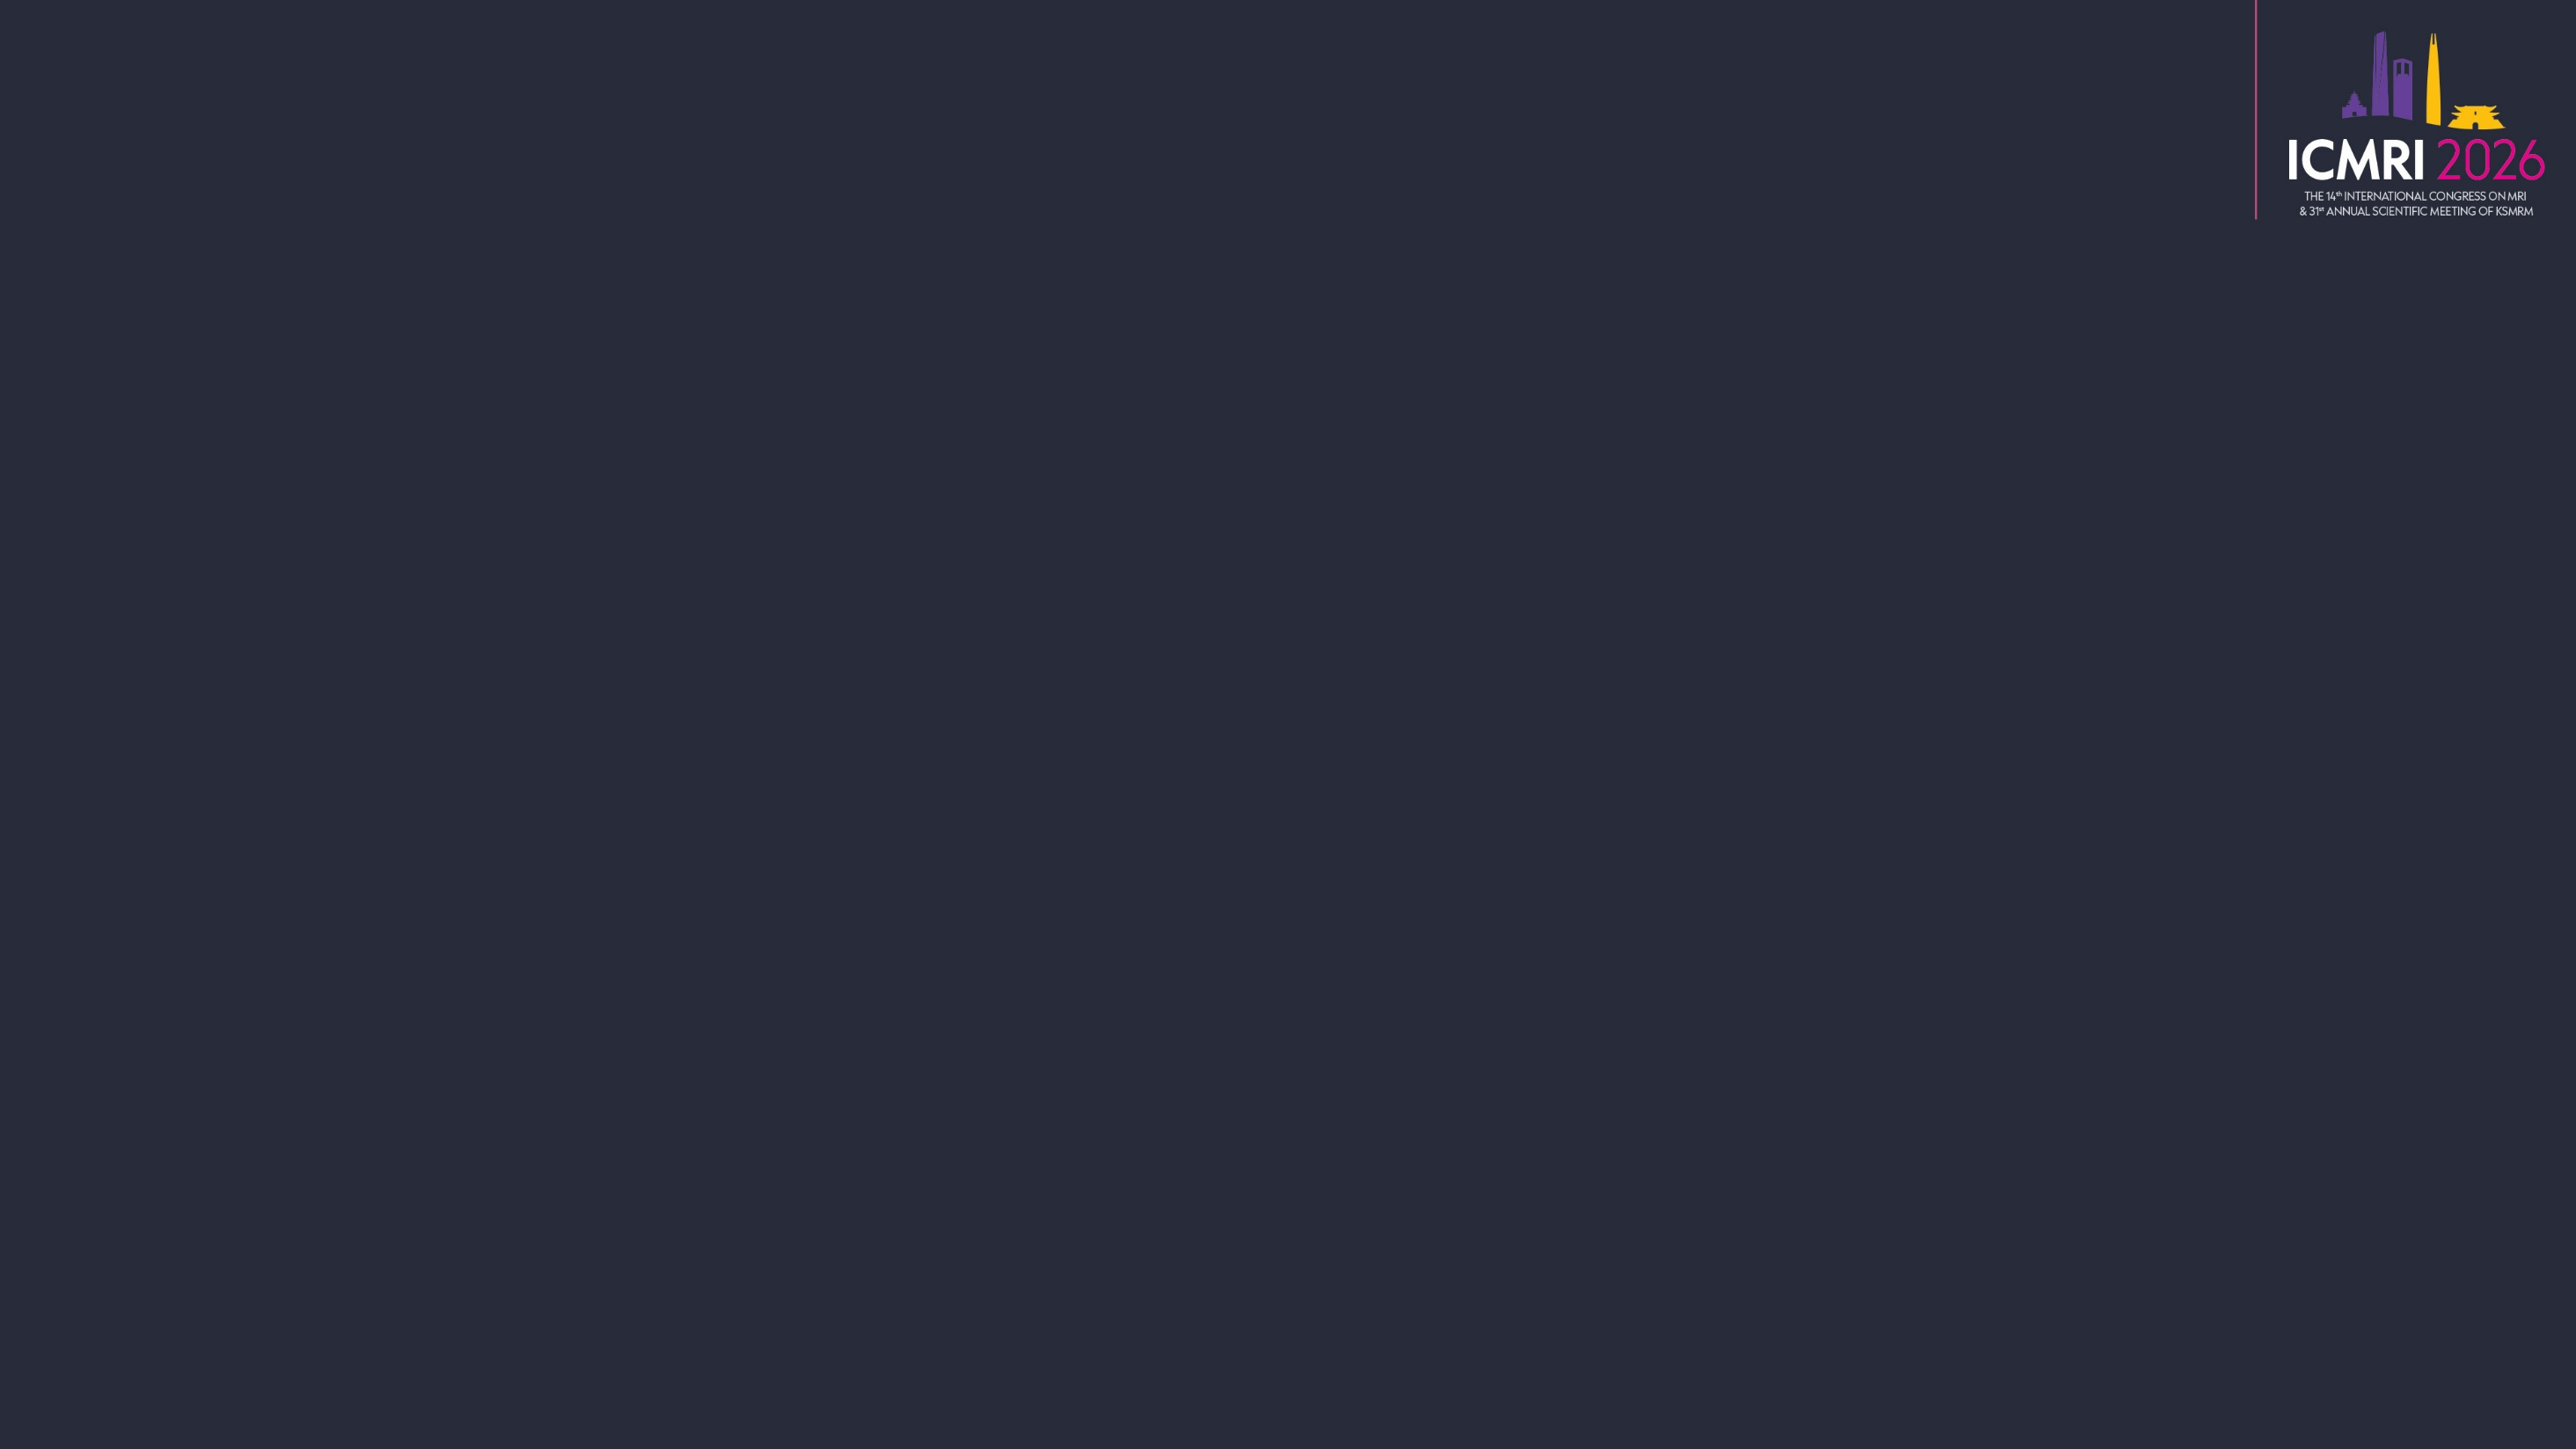 ICMRI 2026
THE 14th INTERNATIONAL CONGRESS ON MRI
& 31st ANNUAL SCIENTIFIC MEETING OF KSMRM